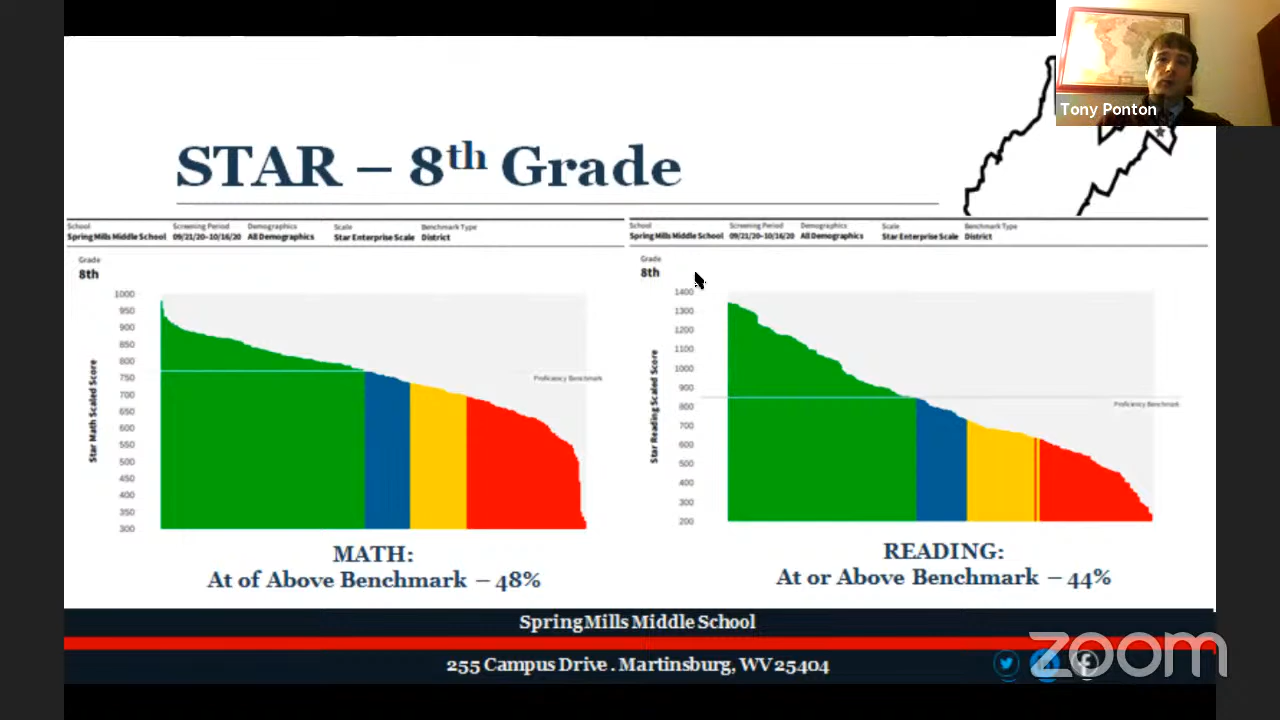 Tony Ponton
STAR – 8th Grade
School
Spring Mills Middle School
Screening Period
09/21/20–10/16/20
Demographics
All Demographics
Scale
Star Enterprise Scale
Benchmark Type
District
Grade
8th
Star Math Scaled Score
1000
950
900
850
800
750
700
650
600
550
500
450
400
350
300
Proficiency Benchmark
MATH:
At of Above Benchmark – 48%
School
Spring Mills Middle School
Screening Period
09/21/20–10/16/20
Demographics
All Demographics
Scale
Star Enterprise Scale
Benchmark Type
District
Grade
8th
Star Reading Scaled Score
1400
1300
1200
1100
1000
900
800
700
600
500
400
300
200
Proficiency Benchmark
READING:
At or Above Benchmark – 44%
Spring Mills Middle School
255 Campus Drive . Martinsburg, WV 25404
zoom